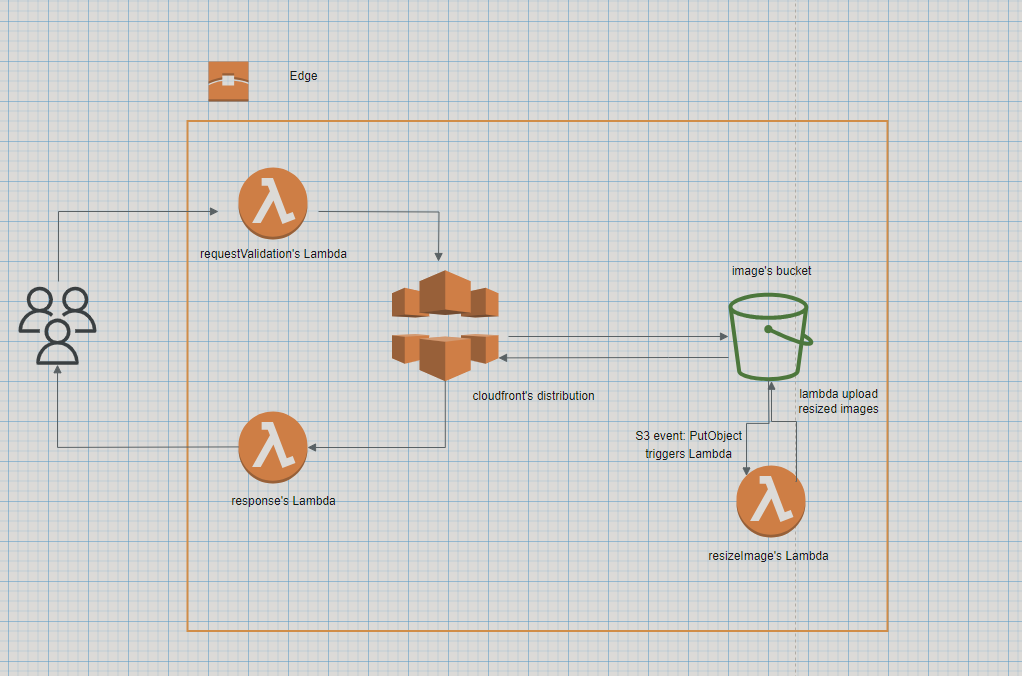 Edge
requestValidation's Lambda
image's bucket
cloudfront's distribution
lambda upload
resized images
S3 event: PutObject
triggers Lambda
response's Lambda
resizeImage's Lambda